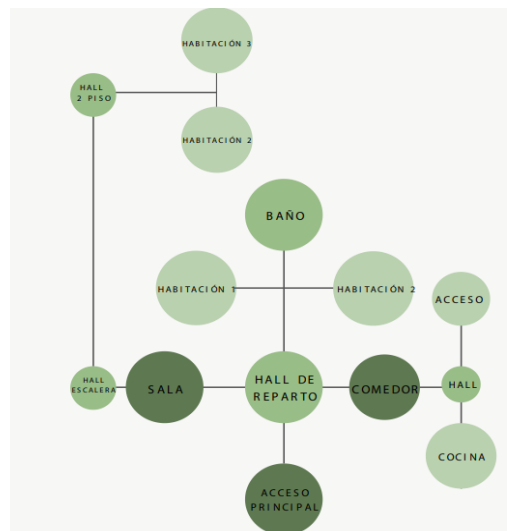 HABITACIÓN 3
HALL
2 PISO
HABITACIÓN 2
BAÑO
HABITACIÓN 1
HABITACIÓN 2
ACCESO
HALL
ESCALERA
SALA
HALL DE
REPARTO
COMEDOR
HALL
COCINA
ACCESO
PRINCIPAL